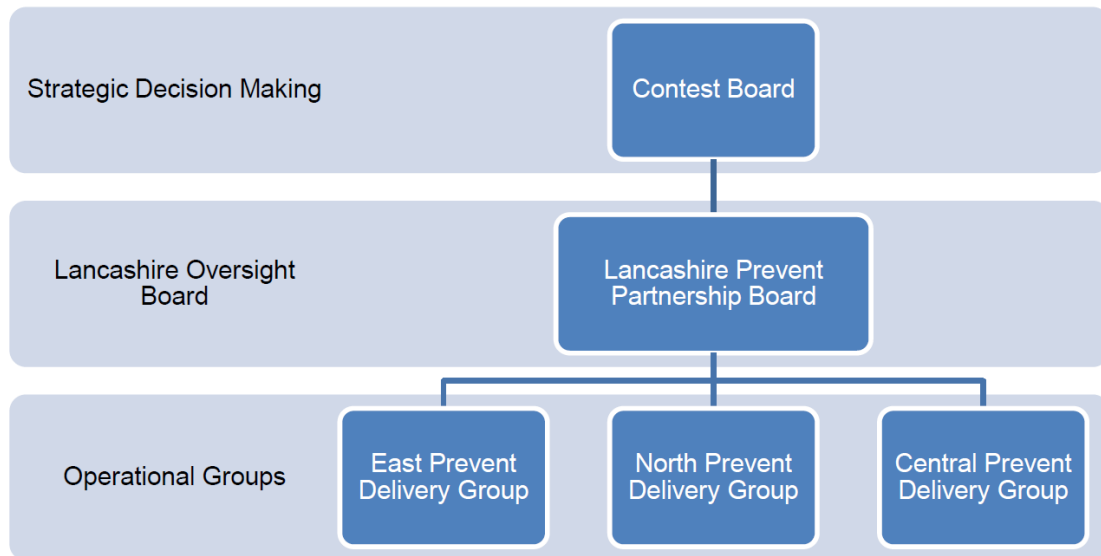 Strategic Decision Making
Contest Board
Lancashire Oversight
Board
Lancashire Prevent
Partnership Board
Operational Groups
East Prevent
Delivery Group
North Prevent
Delivery Group
Central Prevent
Delivery Group